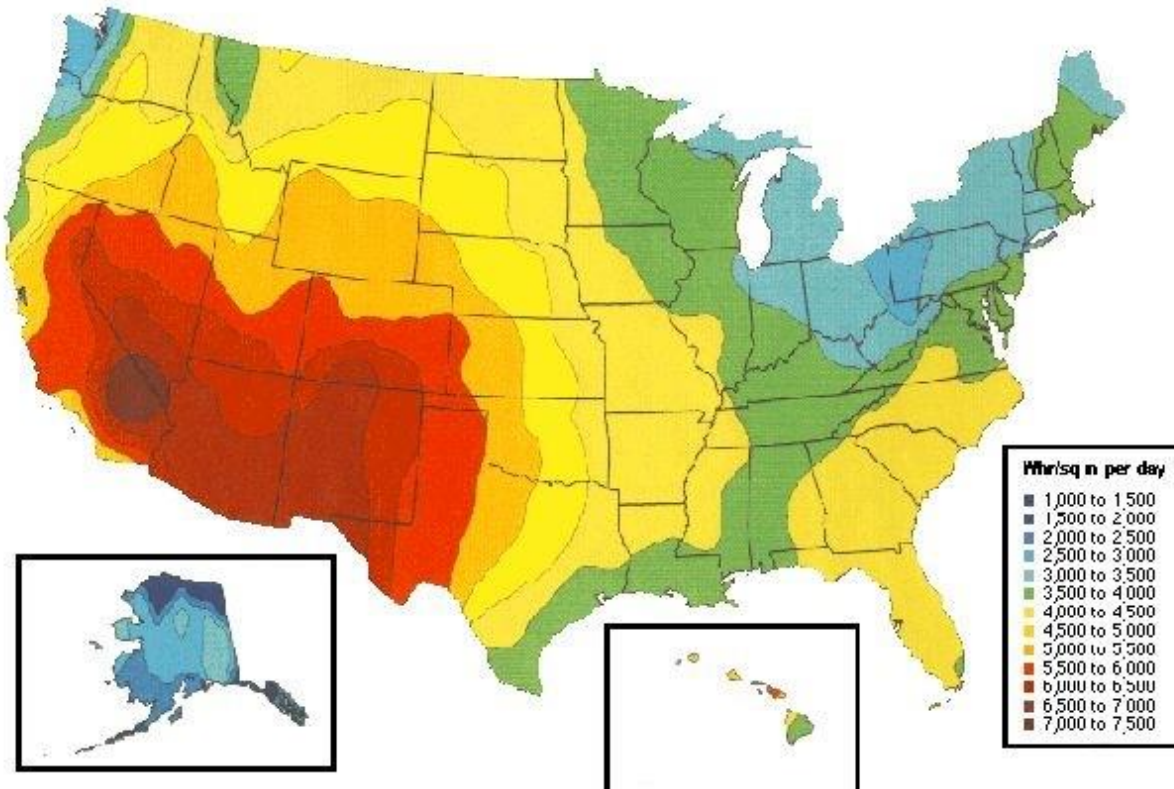 Whr/sq m per day
1,000 to 1,500
1,500 to 2,000
2,000 to 2,500
2,500 to 3,000
3,000 to 3,500
3,500 to 4,000
4,000 to 4,500
4,500 to 5,000
5,000 to 5,500
5,500 to 6,000
6,000 to 6,500
6,500 to 7,000
7,000 to 7,500